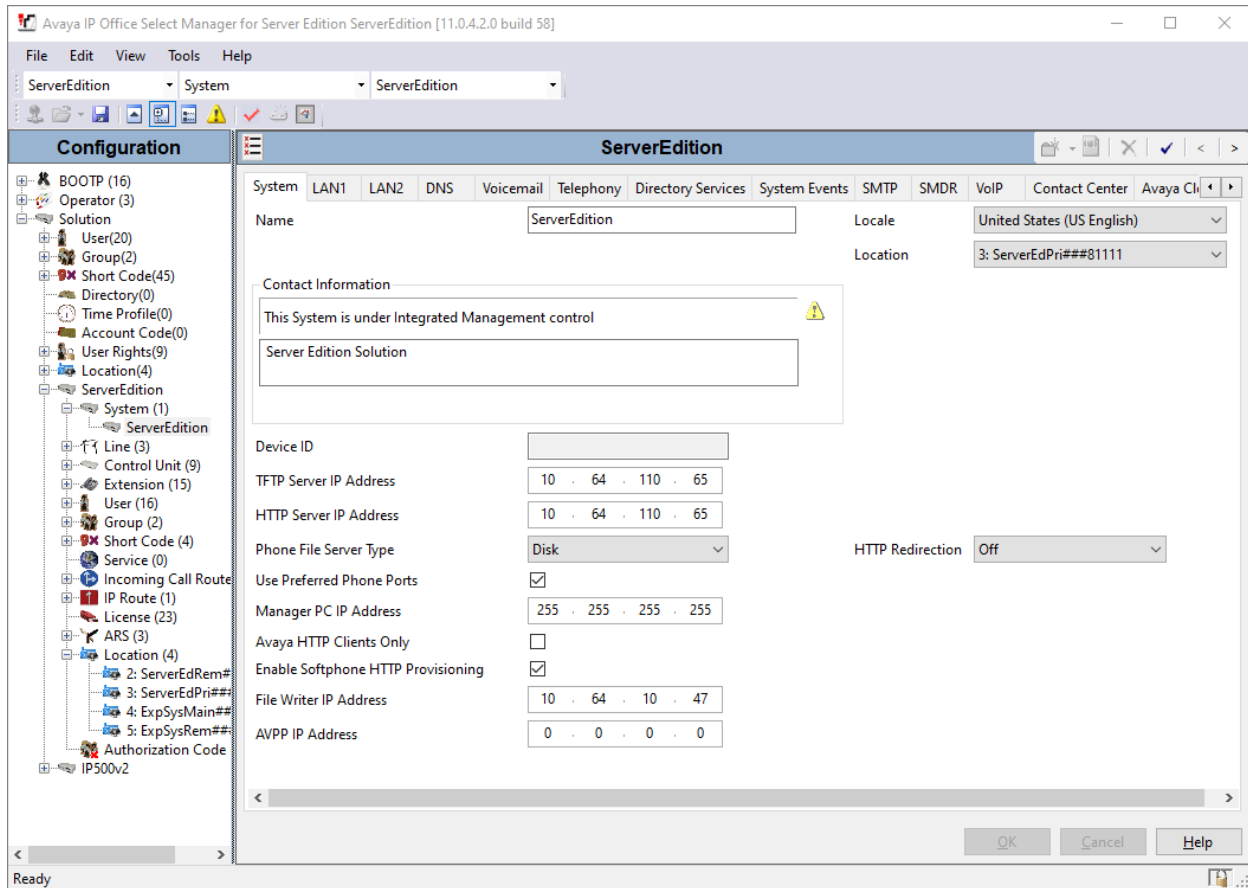 Avaya IP Office Select Manager for Server Edition ServerEdition [11.0.4.2.0 build 58]
File Edit View Tools Help
ServerEdition System ServerEdition
Configuration
BOOTP (16)
Operator (3)
Solution
User(20)
Group(2)
Short Code(45)
Directory(0)
Time Profile(0)
Account Code(0)
User Rights(9)
Location(4)
ServerEdition
System (1)
ServerEdition
Line (3)
Control Unit (9)
Extension (15)
User (16)
Group (2)
Short Code (4)
Service (0)
Incoming Call Route
IP Route (1)
License (23)
ARS (3)
Location (4)
2: ServerEdRem#
3: ServerEdPri###
4: ExpSysMain##
5: ExpSysRem##
Authorization Code
IP500v2
ServerEdition
System LAN1 LAN2 DNS Voicemail Telephony Directory Services System Events SMTP SMDR VoIP Contact Center Avaya Cl
Name ServerEdition Locale United States (US English)
Location 3: ServerEdPri###81111
Contact Information
This System is under Integrated Management control
Server Edition Solution
Device ID
TFTP Server IP Address 10 . 64 . 110 . 65
HTTP Server IP Address 10 . 64 . 110 . 65
Phone File Server Type Disk HTTP Redirection Off
Use Preferred Phone Ports
Manager PC IP Address 255 . 255 . 255 . 255
Avaya HTTP Clients Only
Enable Softphone HTTP Provisioning
File Writer IP Address 10 . 64 . 10 . 47
AVPP IP Address 0 . 0 . 0 . 0
OK Cancel Help
Ready